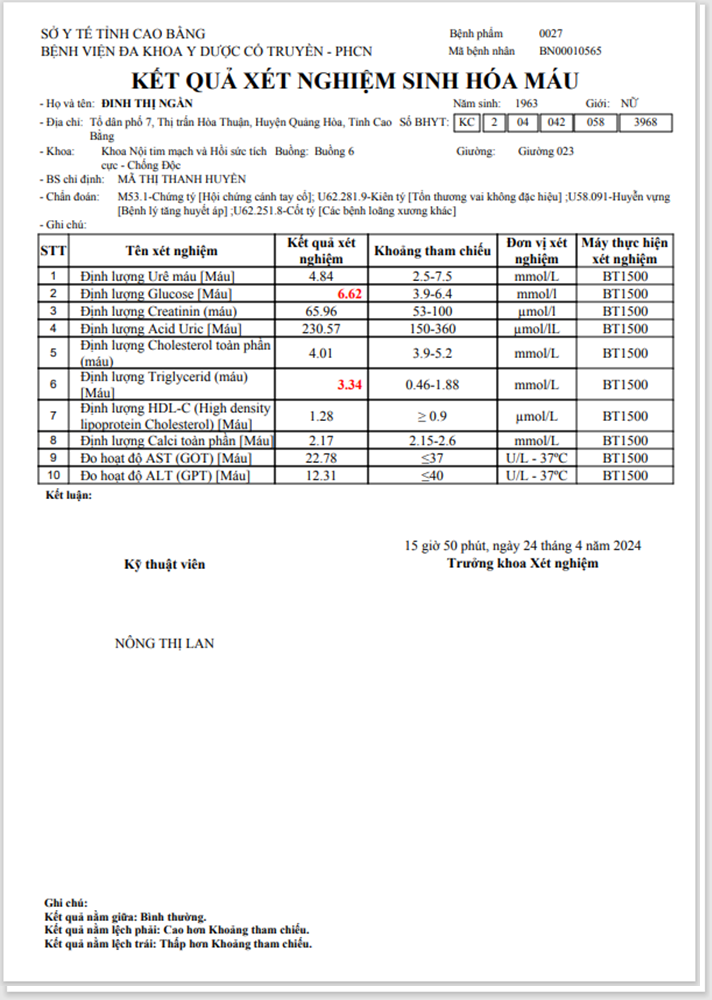 SỞ Y TẾ TỈNH CAO BẰNG
BỆNH VIỆN ĐA KHOA Y DƯỢC CỔ TRUYỀN - PHCN
Bệnh phẩm 0027
Mã bệnh nhân BN00010565
KẾT QUẢ XÉT NGHIỆM SINH HÓA MÁU
- Họ và tên: ĐINH THỊ NGÂN Năm sinh: 1963 Giới: NỮ
- Địa chỉ: Tổ dân phố 7, Thị trấn Hòa Thuận, Huyện Quảng Hòa, Tỉnh Cao Bằng Số BHYT: KC 2 04 042 058 3968
- Khoa: Khoa Nội tim mạch và Hồi sức tích cực - Chống Độc Buồng: Buồng 6 Giường: Giường 023
- BS chỉ định: MÃ THỊ THANH HUYỀN
- Chẩn đoán: M53.1-Chứng tý [Hội chứng cánh tay cổ]; U62.281.9-Kiên tý [Tổn thương vai không đặc hiệu] ;U58.091-Huyễn vựng
[Bệnh lý tăng huyết áp] ;U62.251.8-Cốt tý [Các bệnh loãng xương khác]
- Ghi chú:
STT Tên xét nghiệm Kết quả xét nghiệm Khoảng tham chiếu Đơn vị xét nghiệm Máy thực hiện xét nghiệm
1 Định lượng Urê máu [Máu] 4.84 2.5-7.5 mmol/L BT1500
2 Định lượng Glucose [Máu] 6.62 3.9-6.4 mmol/l BT1500
3 Định lượng Creatinin (máu) 65.96 53-100 µmol/l BT1500
4 Định lượng Acid Uric [Máu] 230.57 150-360 µmol/lL BT1500
5 Định lượng Cholesterol toàn phần (máu) 4.01 3.9-5.2 mmol/L BT1500
6 Định lượng Triglycerid (máu) [Máu] 3.34 0.46-1.88 mmol/L BT1500
7 Định lượng HDL-C (High density lipoprotein Cholesterol) [Máu] 1.28 ≥ 0.9 µmol/L BT1500
8 Định lượng Calci toàn phần [Máu] 2.17 2.15-2.6 mmol/L BT1500
9 Đo hoạt độ AST (GOT) [Máu] 22.78 ≤37 U/L - 37ºC BT1500
10 Đo hoạt độ ALT (GPT) [Máu] 12.31 ≤40 U/L - 37ºC BT1500
Kết luận:
15 giờ 50 phút, ngày 24 tháng 4 năm 2024
Kỹ thuật viên Trưởng khoa Xét nghiệm
NÔNG THỊ LAN
Ghi chú:
Kết quả nằm giữa: Bình thường.
Kết quả nằm lệch phải: Cao hơn Khoảng tham chiếu.
Kết quả nằm lệch trái: Thấp hơn Khoảng tham chiếu.